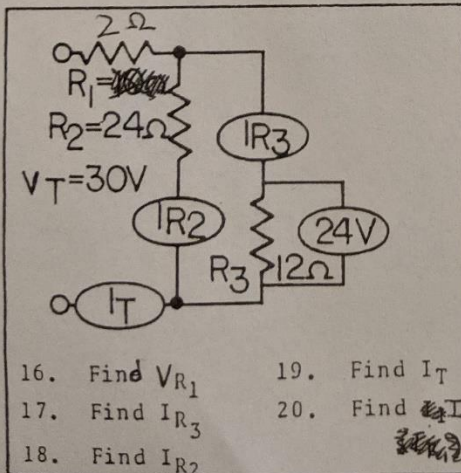 2 Ω
R1=
R2=24Ω
IR3
VT=30V
IR2
24V
R3
12Ω
IT
16. Find VR1
19. Find IT
17. Find IR3
20. Find
18. Find IR2